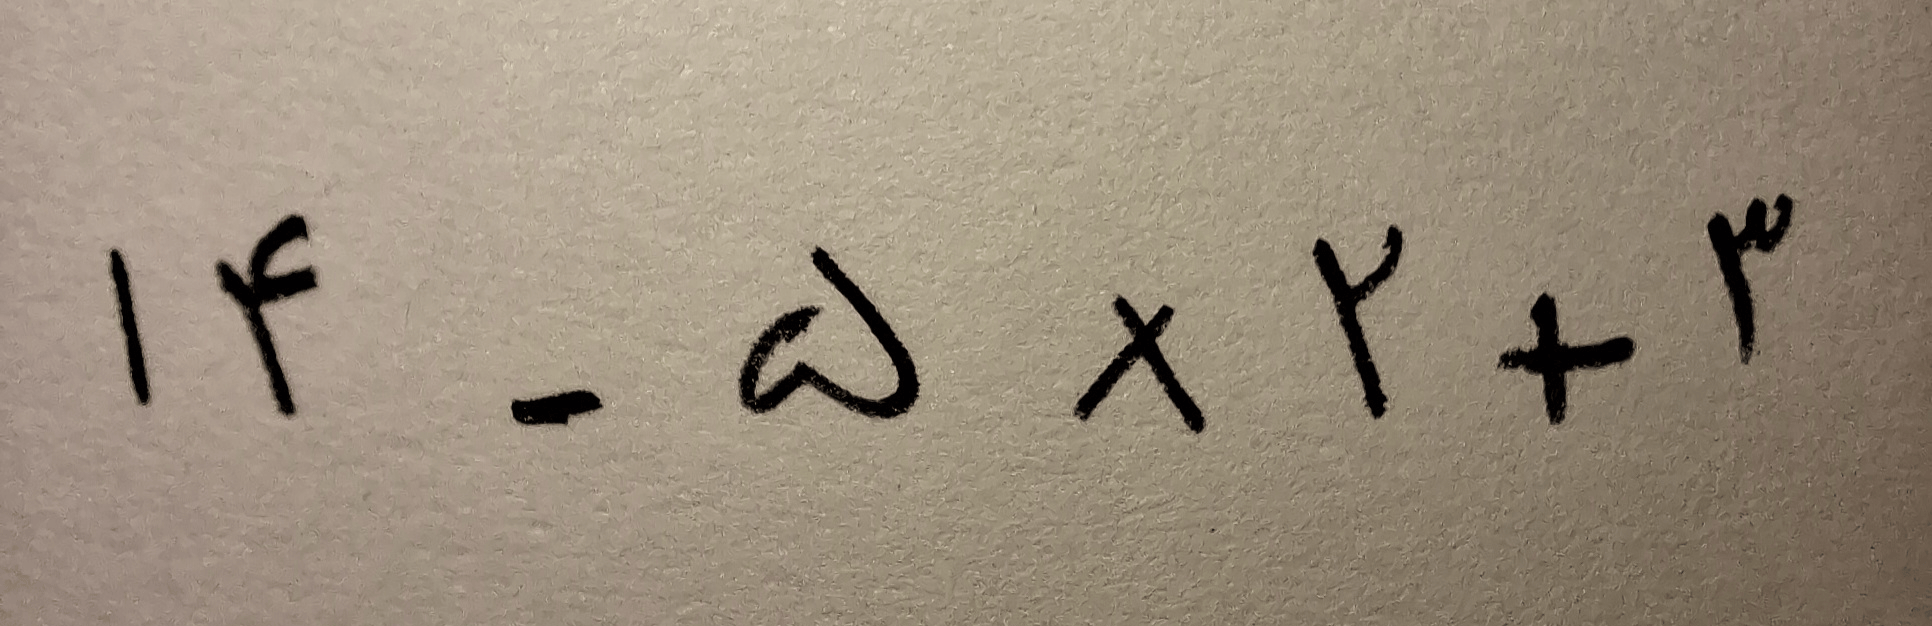 ۱۴ - ۵ × ۲ + ۳